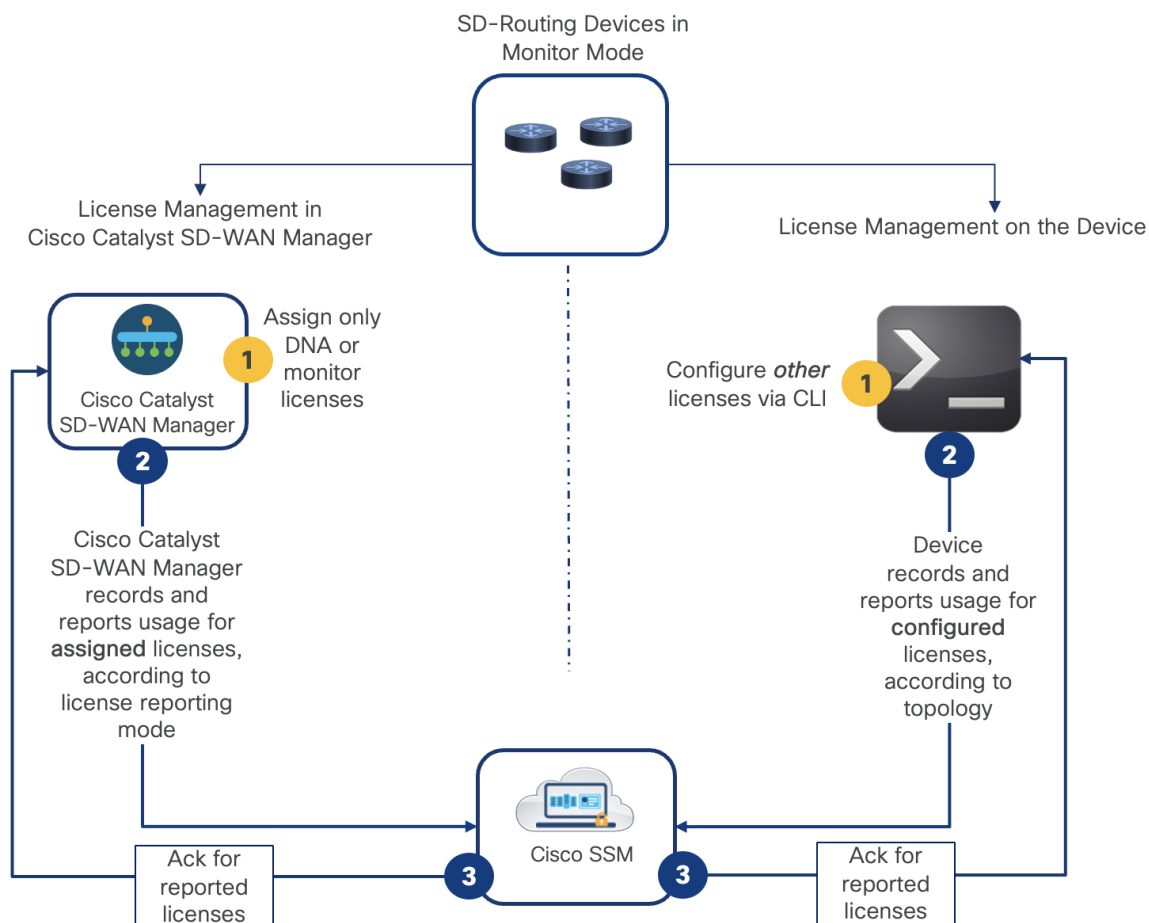 SD-Routing Devices in
Monitor Mode
License Management in
Cisco Catalyst SD-WAN Manager
License Management on the Device
Cisco Catalyst
SD-WAN Manager
1
Assign only
DNA or
monitor
licenses
2
Cisco Catalyst
SD-WAN Manager
records and
reports usage for
assigned licenses,
according to
license reporting
mode
Configure other
licenses via CLI
1
2
Device
records and
reports usage for
configured
licenses,
according to
topology
Cisco SSM
3
3
Ack for
reported
licenses
Ack for
reported
licenses